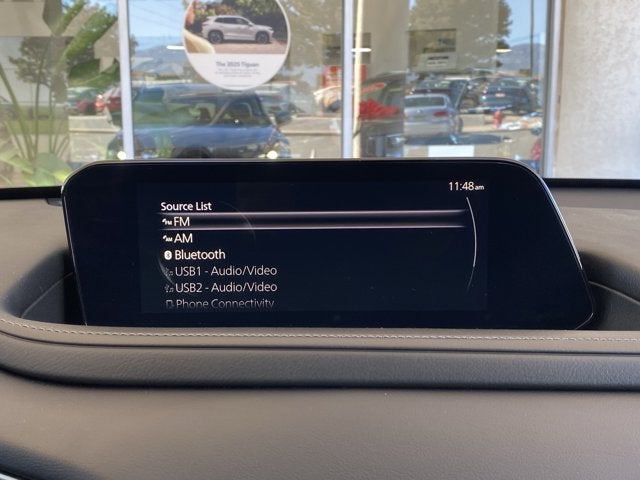 The 2025 Tiguan
11:48am
Source List
FM
AM
Bluetooth
USB1 - Audio/Video
USB2 - Audio/Video
Phone Connectivity